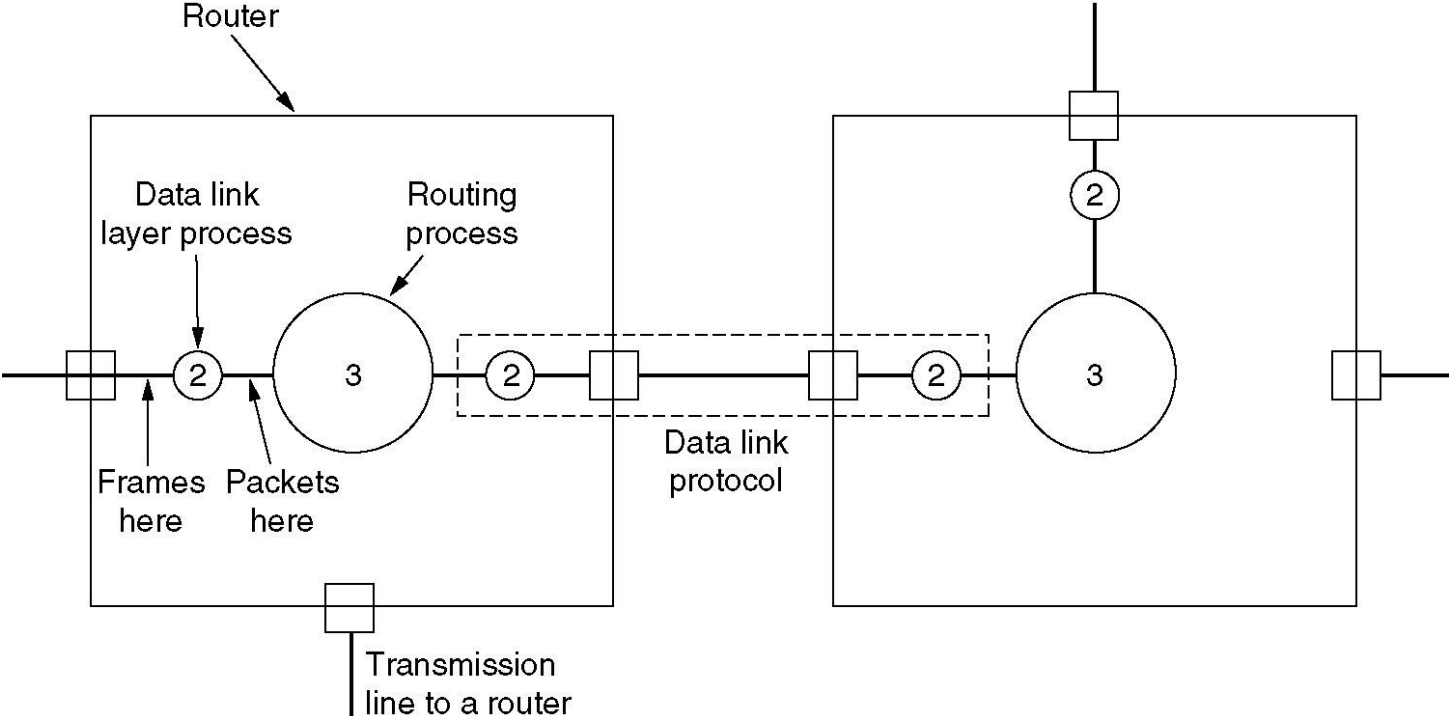 Router
Data link
layer process
Routing
process
2
2
3
2
2
3
Frames
here
Packets
here
Data link
protocol
Transmission
line to a router